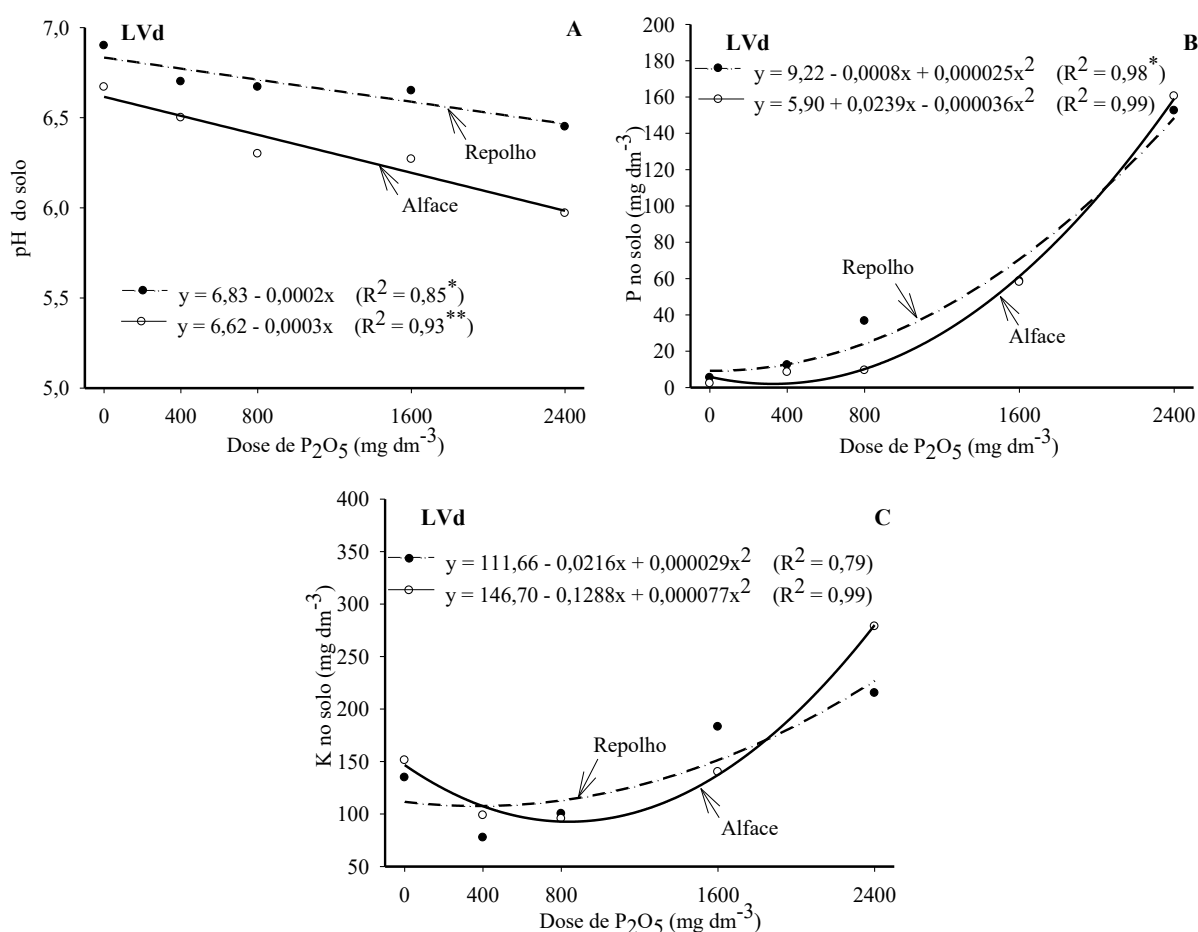 LVd
A
7,0
6,5
6,0
5,5
5,0
pH do solo
Repolho
Alface
y = 6,83 - 0,0002x (R² = 0,85*)
y = 6,62 - 0,0003x (R² = 0,93**)
0 400 800 1600 2400
Dose de P₂O₅ (mg dm⁻³)
LVd
B
y = 9,22 - 0,0008x + 0,000025x² (R² = 0,98*)
y = 5,90 + 0,0239x - 0,000036x² (R² = 0,99)
200
180
160
140
120
100
80
60
40
20
0
P no solo (mg dm⁻³)
Repolho
Alface
0 400 800 1600 2400
Dose de P₂O₅ (mg dm⁻³)
LVd
C
y = 111,66 - 0,0216x + 0,000029x² (R² = 0,79)
y = 146,70 - 0,1288x + 0,000077x² (R² = 0,99)
400
350
300
250
200
150
100
50
K no solo (mg dm⁻³)
Repolho
Alface
0 400 800 1600 2400
Dose de P₂O₅ (mg dm⁻³)